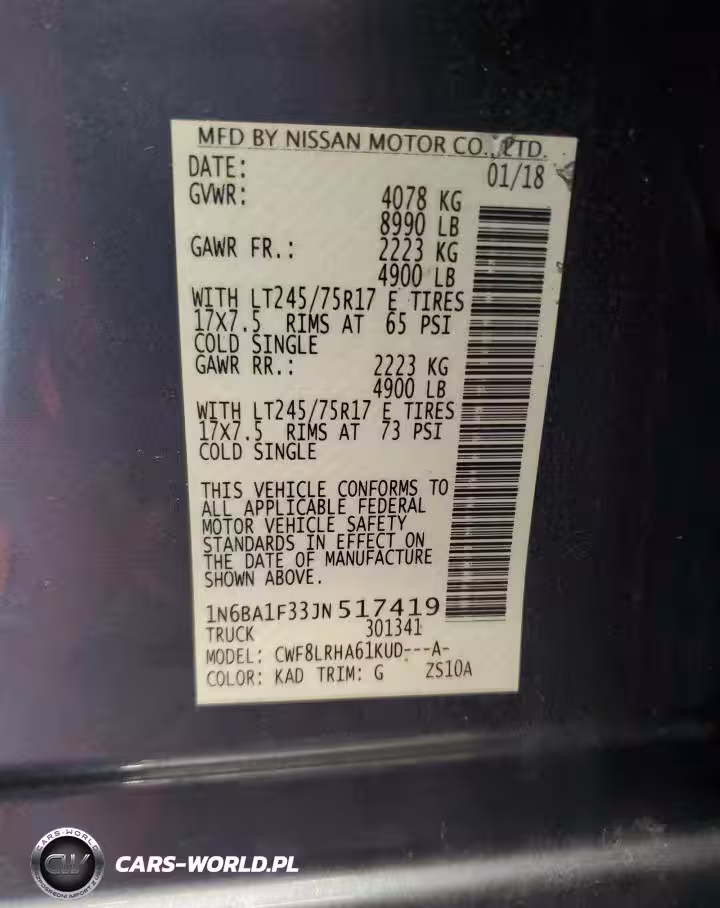 MFD BY NISSAN MOTOR CO., LTD.
DATE: 01/18
GVWR: 4078 KG
8990 LB
GAWR FR.: 2223 KG
4900 LB
WITH LT245/75R17 E TIRES
17X7.5 RIMS AT 65 PSI
COLD SINGLE
GAWR RR.: 2223 KG
4900 LB
WITH LT245/75R17 E TIRES
17X7.5 RIMS AT 73 PSI
COLD SINGLE
THIS VEHICLE CONFORMS TO
ALL APPLICABLE FEDERAL
MOTOR VEHICLE SAFETY
STANDARDS IN EFFECT ON
THE DATE OF MANUFACTURE
SHOWN ABOVE.
1N6BA1F33JN517419
TRUCK 301341
MODEL: CWF8LRHA61KUD---A-
COLOR: KAD TRIM: G ZS10A
CARS-WORLD
CW
CARS-WORLD.PL